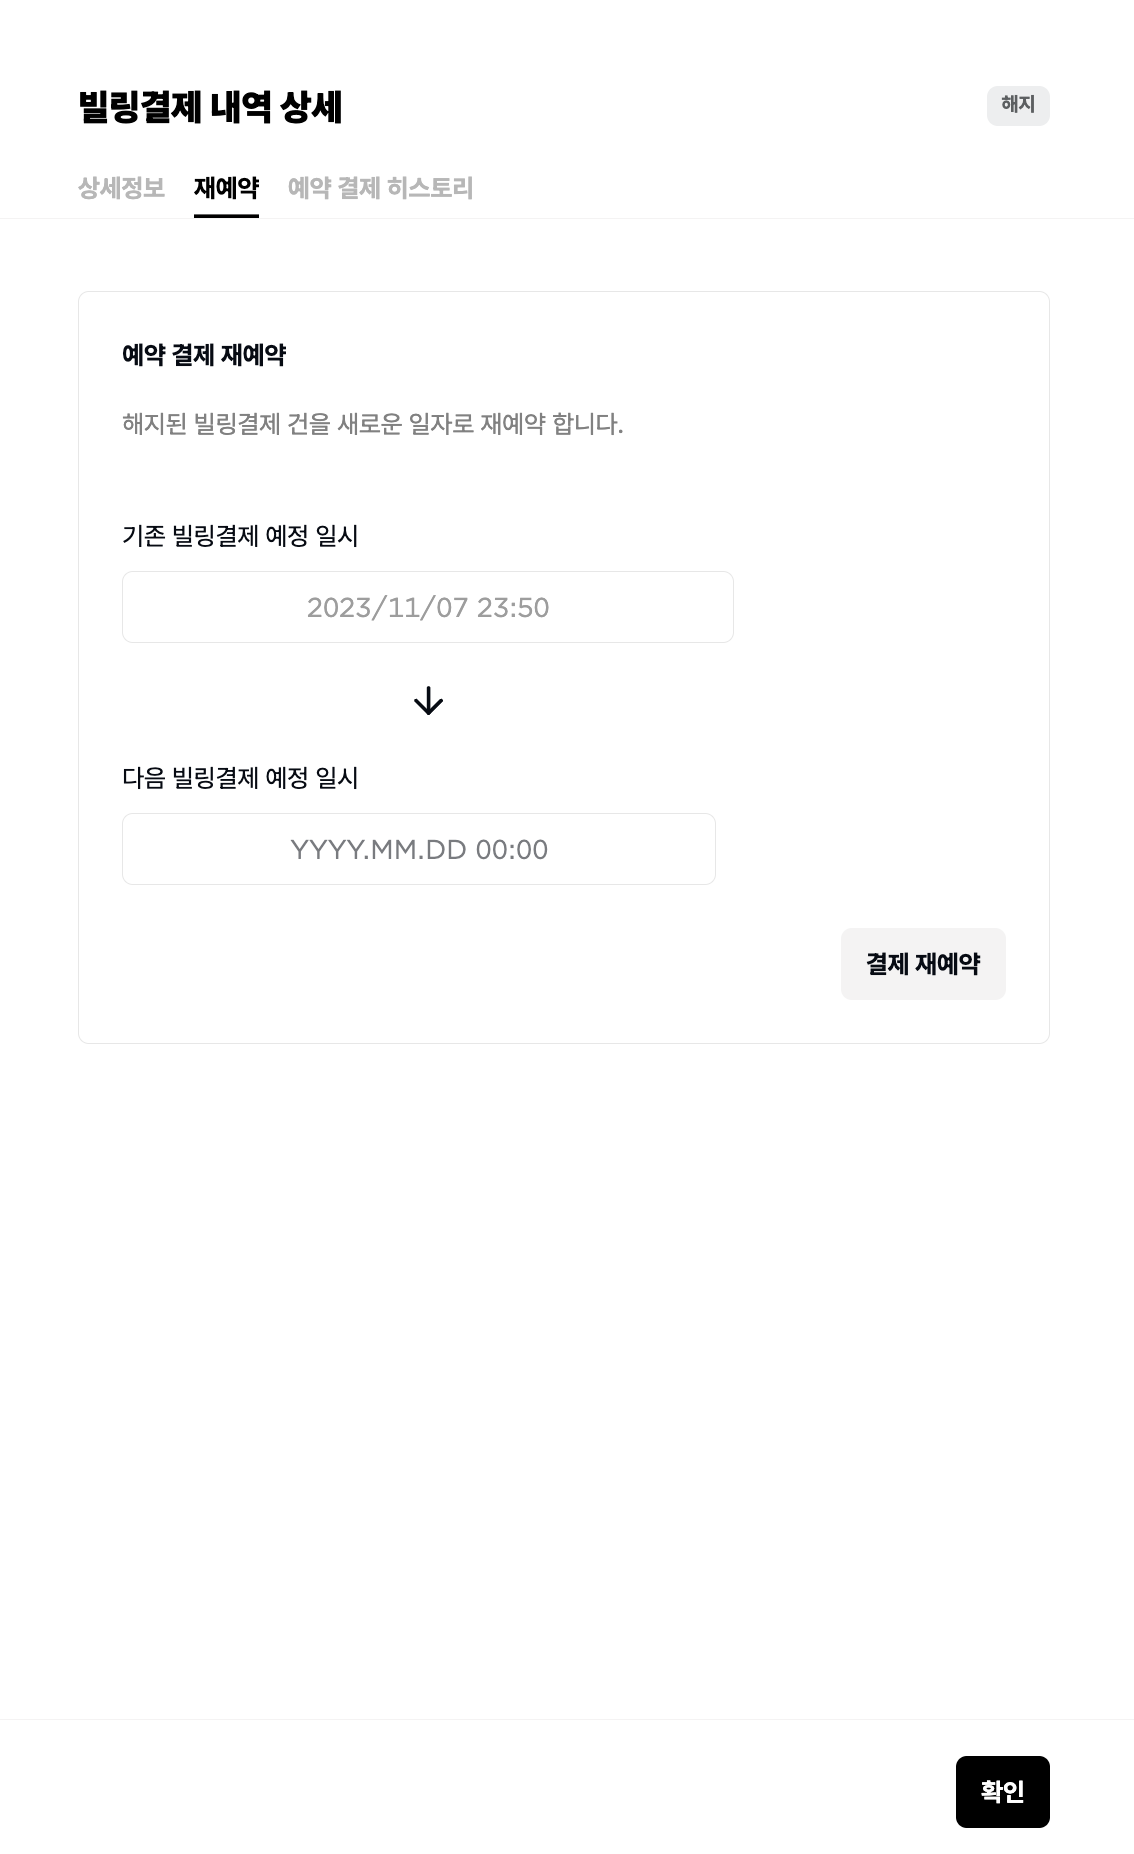 빌링결제 내역 상세
해지
상세정보 재예약 예약 결제 히스토리
예약 결제 재예약
해지된 빌링결제 건을 새로운 일자로 재예약 합니다.
기존 빌링결제 예정 일시
2023/11/07 23:50
다음 빌링결제 예정 일시
YYYY.MM.DD 00:00
결제 재예약
확인